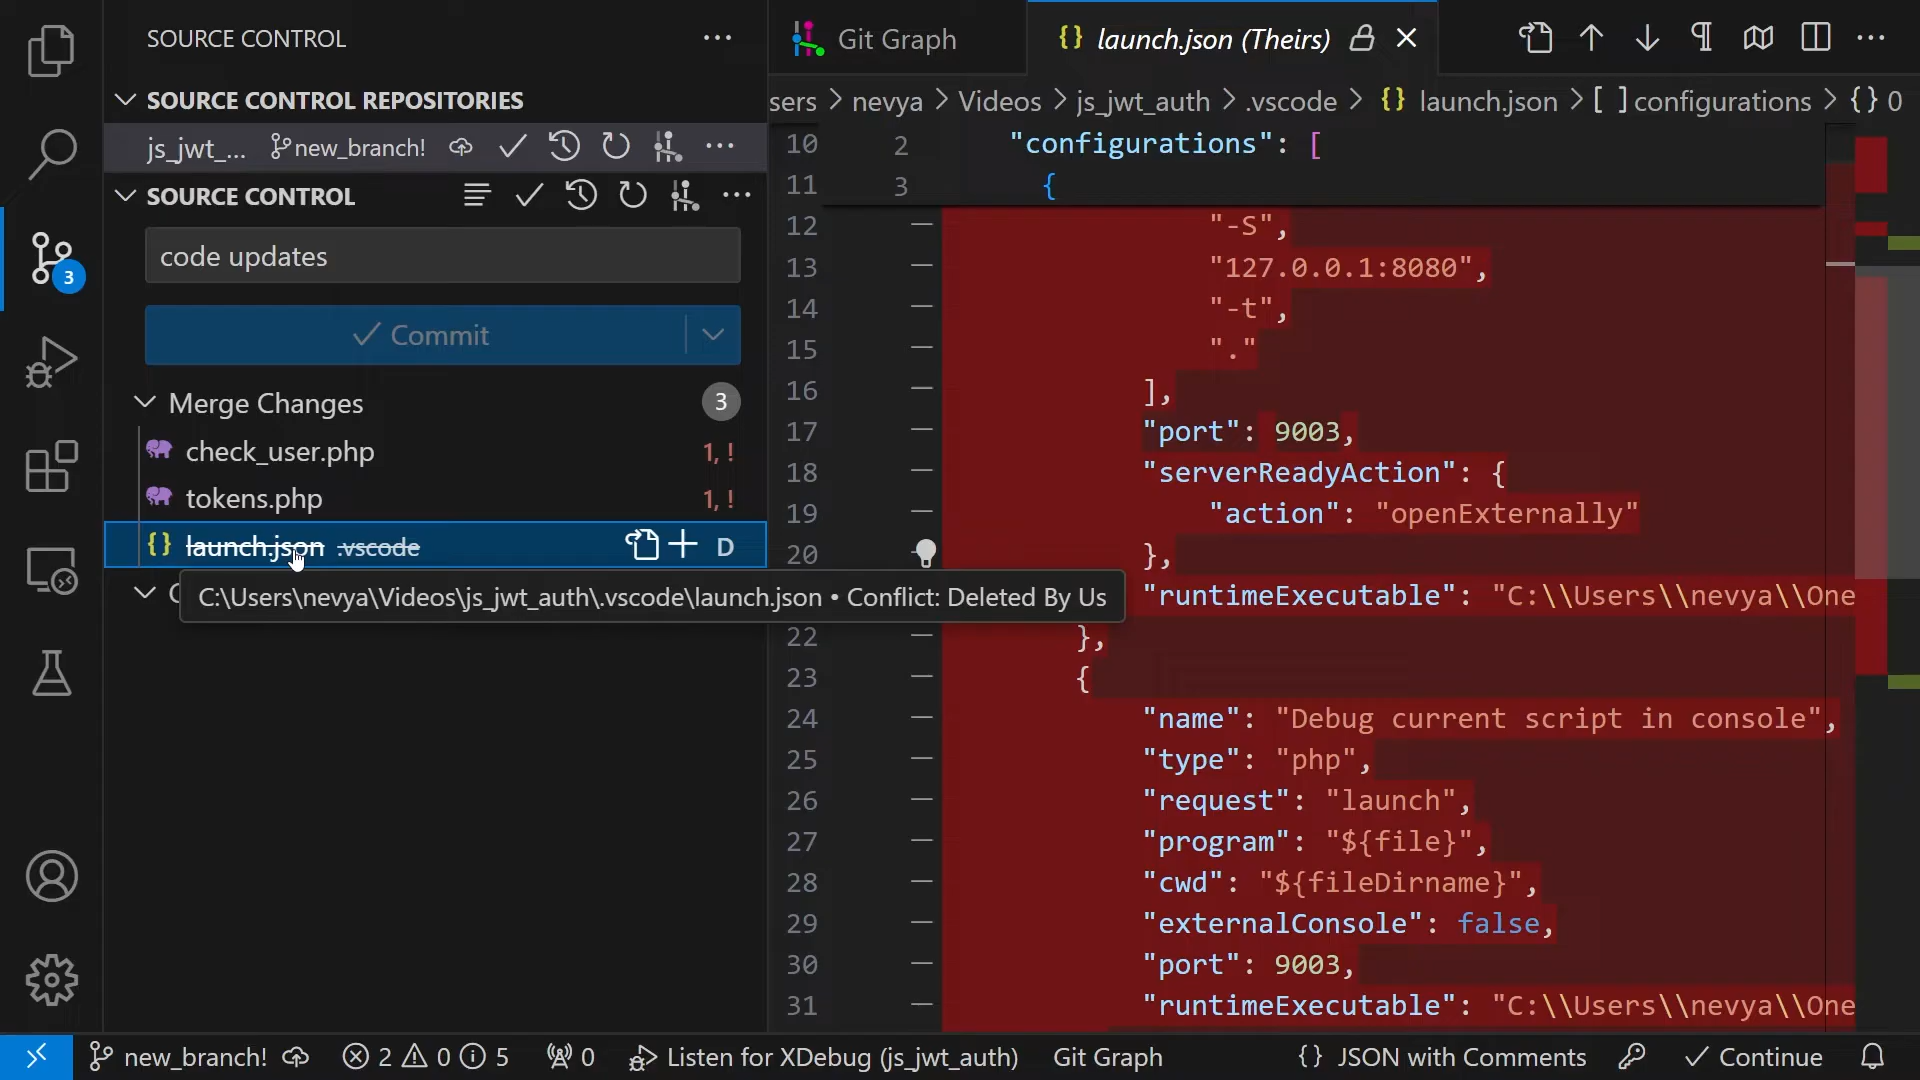 SOURCE CONTROL
SOURCE CONTROL REPOSITORIES
js_jwt_... new_branch!
SOURCE CONTROL
code updates
Commit
Merge Changes 3
check_user.php 1, !
tokens.php 1, !
launch.json .vscode D
C
C:\Users\nevya\Videos\js_jwt_auth\.vscode\launch.json • Conflict: Deleted By Us
3
Git Graph
{} launch.json (Theirs)
sers > nevya > Videos > js_jwt_auth > .vscode > {} launch.json > [ ] configurations > {} 0
10 2 "configurations": [
11 3 {
12 — "-S",
13 — "127.0.0.1:8080",
14 — "-t",
15 — "."
16 — ],
17 — "port": 9003,
18 — "serverReadyAction": {
19 — "action": "openExternally"
20 },
"runtimeExecutable": "C:\\Users\\nevya\\One
22 — },
23 — {
24 — "name": "Debug current script in console",
25 — "type": "php",
26 — "request": "launch",
27 — "program": "${file}",
28 — "cwd": "${fileDirname}",
29 — "externalConsole": false,
30 — "port": 9003,
31 — "runtimeExecutable": "C:\\Users\\nevya\\One
new_branch! 2 0 5 0 Listen for XDebug (js_jwt_auth) Git Graph {} JSON with Comments Continue